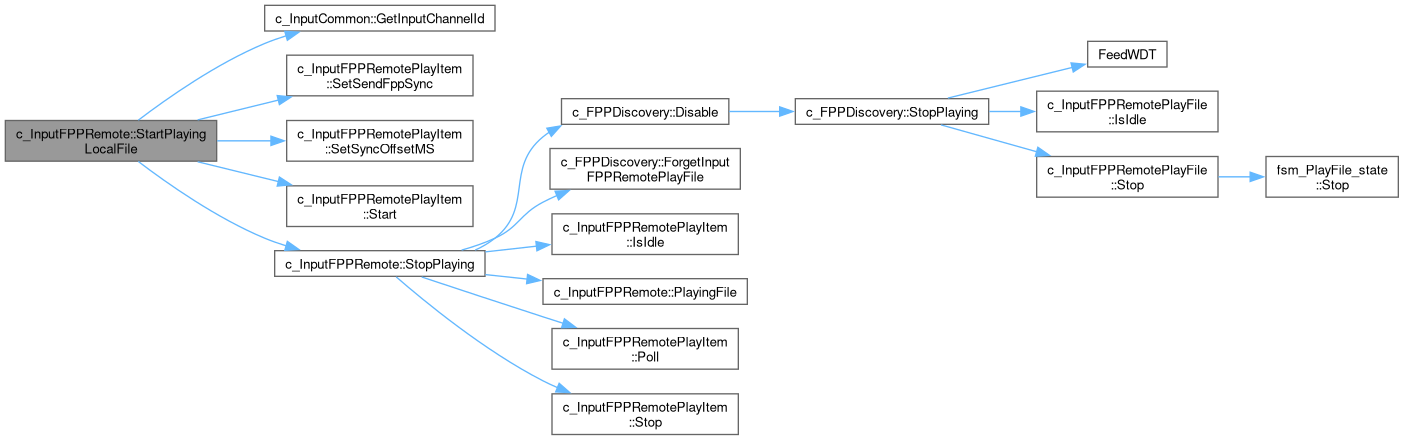 c_InputFPPRemote::StartPlaying
LocalFile
c_InputCommon::GetInputChannelId
c_InputFPPRemotePlayItem
::SetSendFppSync
c_InputFPPRemotePlayItem
::SetSyncOffsetMS
c_InputFPPRemotePlayItem
::Start
c_InputFPPRemote::StopPlaying
c_FPPDiscovery::Disable
c_FPPDiscovery::ForgetInput
FPPRemotePlayFile
c_InputFPPRemotePlayItem
::IsIdle
c_InputFPPRemote::PlayingFile
c_InputFPPRemotePlayItem
::Poll
c_InputFPPRemotePlayItem
::Stop
c_FPPDiscovery::StopPlaying
FeedWDT
c_InputFPPRemotePlayFile
::IsIdle
c_InputFPPRemotePlayFile
::Stop
fsm_PlayFile_state
::Stop